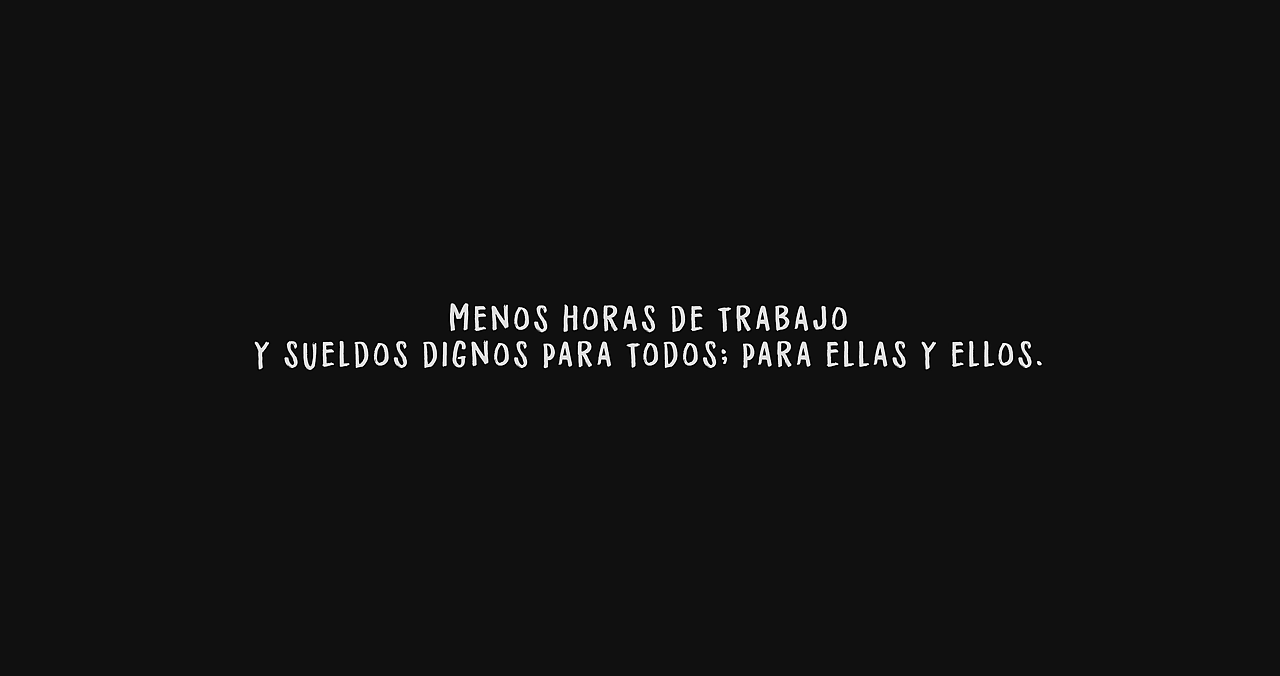 MENOS HORAS DE TRABAJO
Y SUELDOS DIGNOS PARA TODOS; PARA ELLAS Y ELLOS.